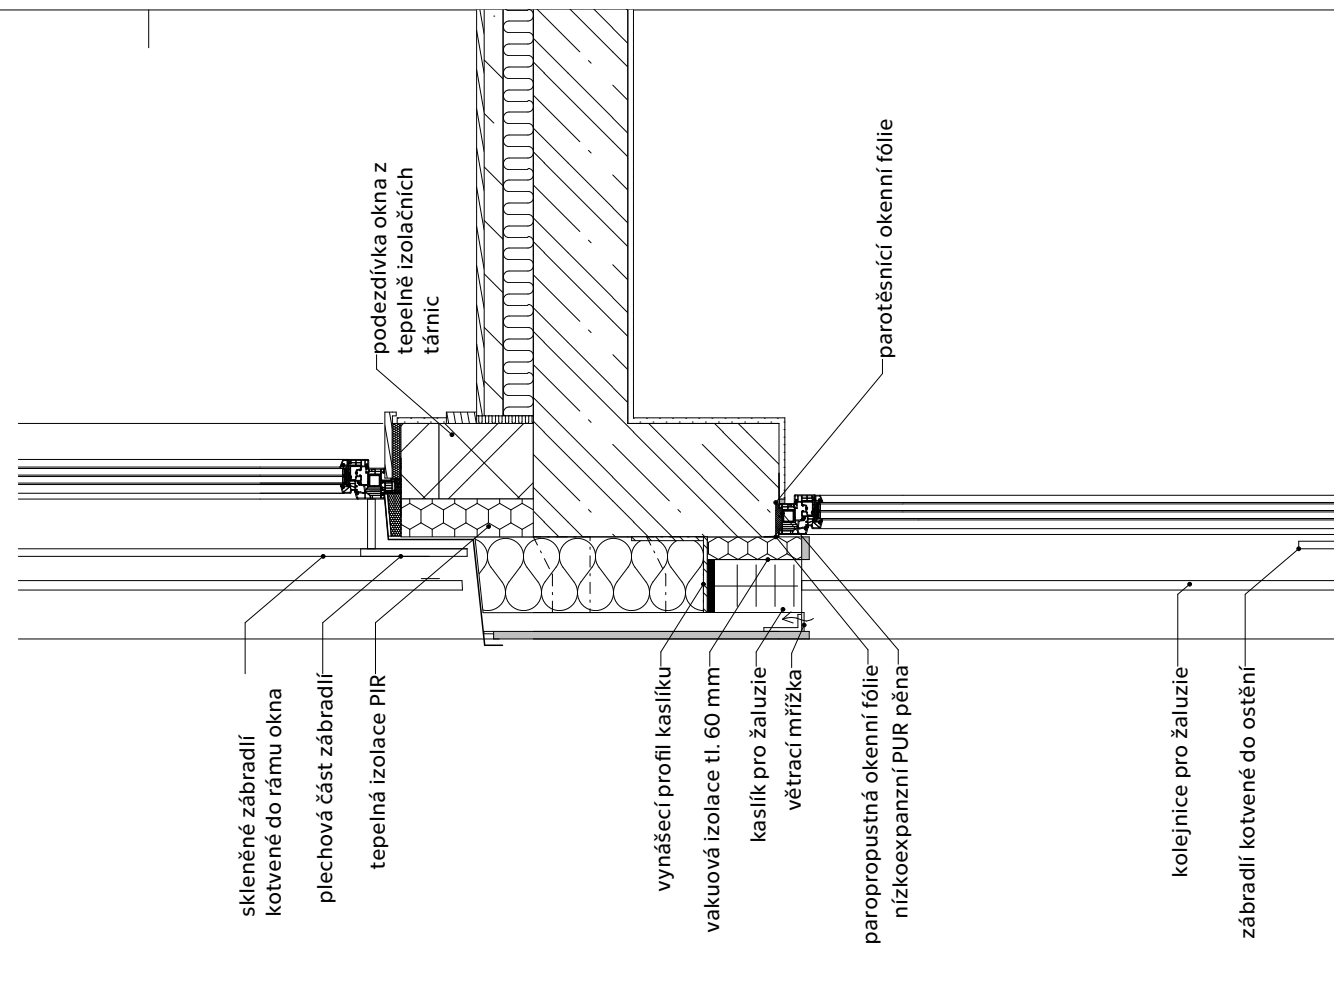 podezdívka okna z
tepelně izolačních
tárnic
parotěsnící okenní fólie
skleněné zábradlí
kotvené do rámu okna
plechová část zábradlí
tepelná izolace PIR
vynášecí profil kaslíku
vakuová izolace tl. 60 mm
kaslík pro žaluzie
větrací mřížka
paropropustná okenní fólie
nízkoexpanzní PUR pěna
kolejnice pro žaluzie
zábradlí kotvené do ostění